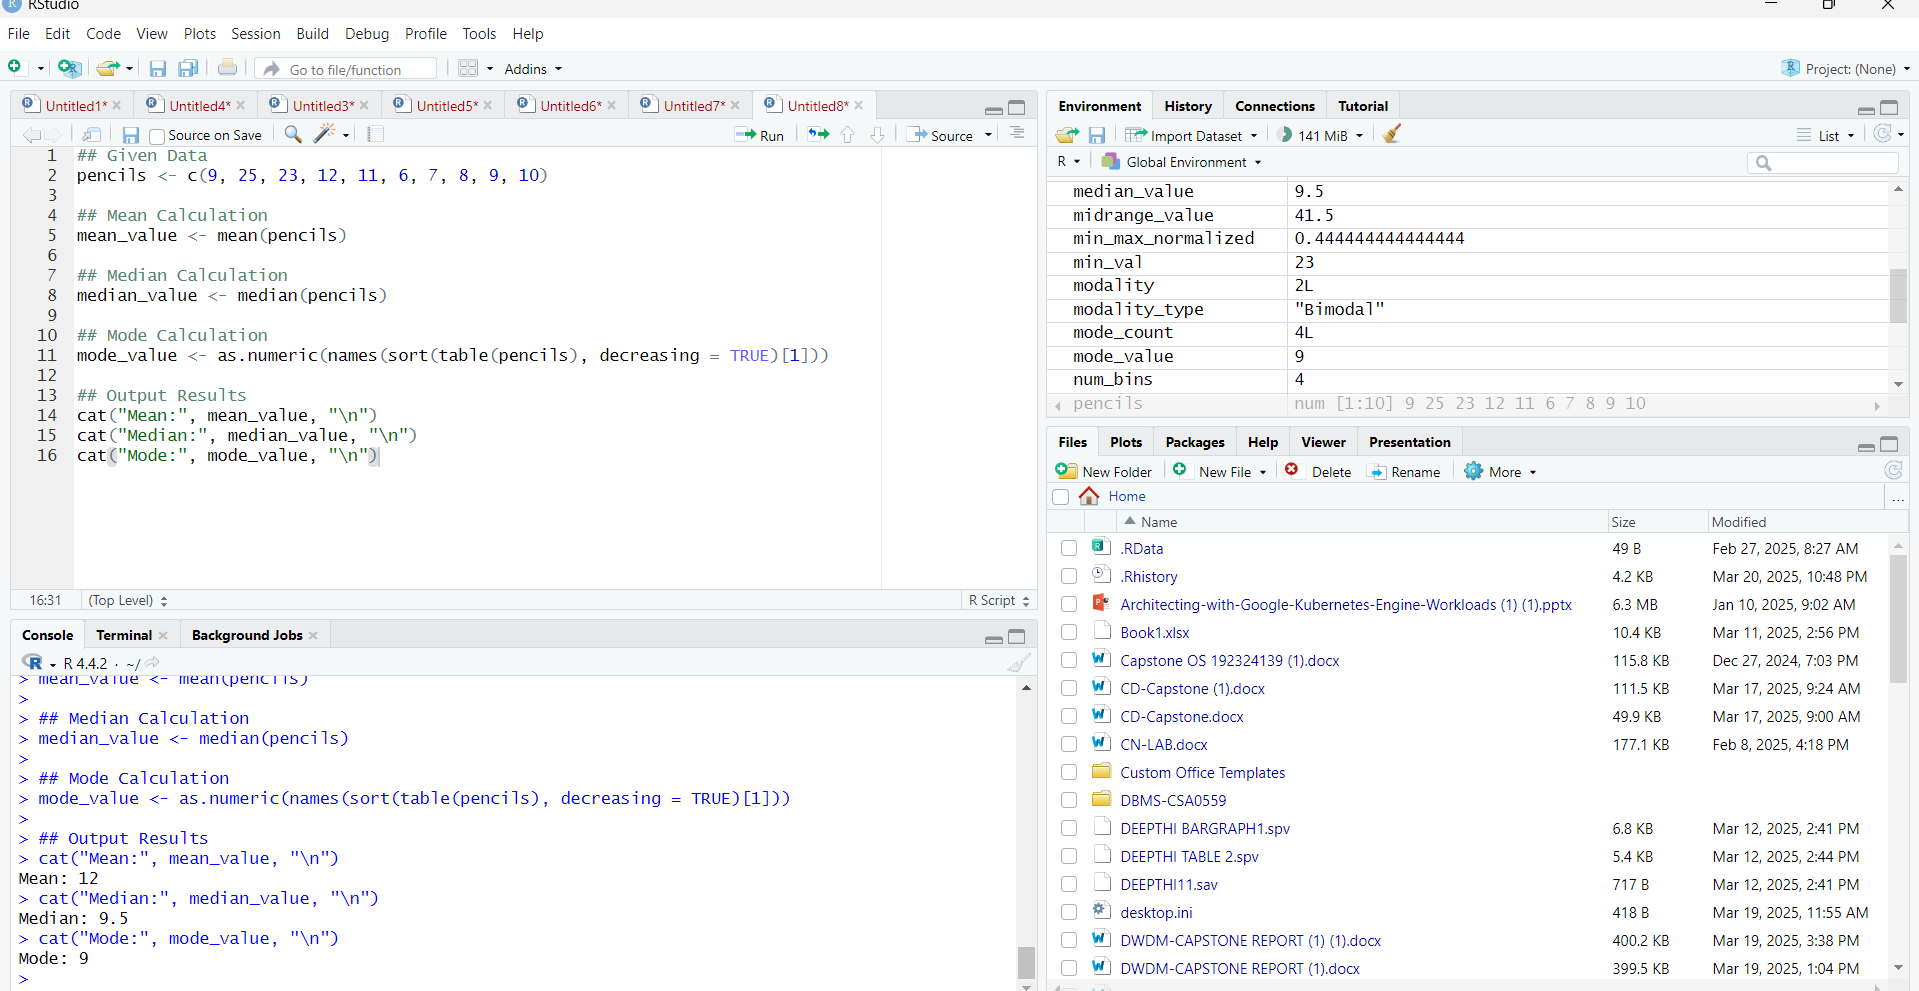 RStudio
File Edit Code View Plots Session Build Debug Profile Tools Help
Go to file/function Addins Project: (None)
Untitled1* Untitled4* Untitled3* Untitled5* Untitled6* Untitled7* Untitled8*
Source on Save Run Source
1 ## Given Data
2 pencils <- c(9, 25, 23, 12, 11, 6, 7, 8, 9, 10)
3
4 ## Mean Calculation
5 mean_value <- mean(pencils)
6
7 ## Median Calculation
8 median_value <- median(pencils)
9
10 ## Mode Calculation
11 mode_value <- as.numeric(names(sort(table(pencils), decreasing = TRUE)[1]))
12
13 ## Output Results
14 cat("Mean:", mean_value, "\n")
15 cat("Median:", median_value, "\n")
16 cat("Mode:", mode_value, "\n")
16:31 (Top Level) R Script
Console Terminal Background Jobs
R 4.4.2 · ~/
> mean_value <- mean(pencils)
>
> ## Median Calculation
> median_value <- median(pencils)
>
> ## Mode Calculation
> mode_value <- as.numeric(names(sort(table(pencils), decreasing = TRUE)[1]))
>
> ## Output Results
> cat("Mean:", mean_value, "\n")
Mean: 12
> cat("Median:", median_value, "\n")
Median: 9.5
> cat("Mode:", mode_value, "\n")
Mode: 9
>
Environment History Connections Tutorial
Import Dataset 141 MiB List
R Global Environment
median_value 9.5
midrange_value 41.5
min_max_normalized 0.444444444444444
min_val 23
modality 2L
modality_type "Bimodal"
mode_count 4L
mode_value 9
num_bins 4
pencils num [1:10] 9 25 23 12 11 6 7 8 9 10
Files Plots Packages Help Viewer Presentation
New Folder New File Delete Rename More
Home ...
Name Size Modified
.RData 49 B Feb 27, 2025, 8:27 AM
.Rhistory 4.2 KB Mar 20, 2025, 10:48 PM
Architecting-with-Google-Kubernetes-Engine-Workloads (1) (1).pptx 6.3 MB Jan 10, 2025, 9:02 AM
Book1.xlsx 10.4 KB Mar 11, 2025, 2:56 PM
Capstone OS 192324139 (1).docx 115.8 KB Dec 27, 2024, 7:03 PM
CD-Capstone (1).docx 111.5 KB Mar 17, 2025, 9:24 AM
CD-Capstone.docx 49.9 KB Mar 17, 2025, 9:00 AM
CN-LAB.docx 177.1 KB Feb 8, 2025, 4:18 PM
Custom Office Templates
DBMS-CSA0559
DEEPTHI BARGRAPH1.spv 6.8 KB Mar 12, 2025, 2:41 PM
DEEPTHI TABLE 2.spv 5.4 KB Mar 12, 2025, 2:44 PM
DEEPTHI11.sav 717 B Mar 12, 2025, 2:41 PM
desktop.ini 418 B Mar 19, 2025, 11:55 AM
DWDM-CAPSTONE REPORT (1) (1).docx 400.2 KB Mar 19, 2025, 3:38 PM
DWDM-CAPSTONE REPORT (1).docx 399.5 KB Mar 19, 2025, 1:04 PM